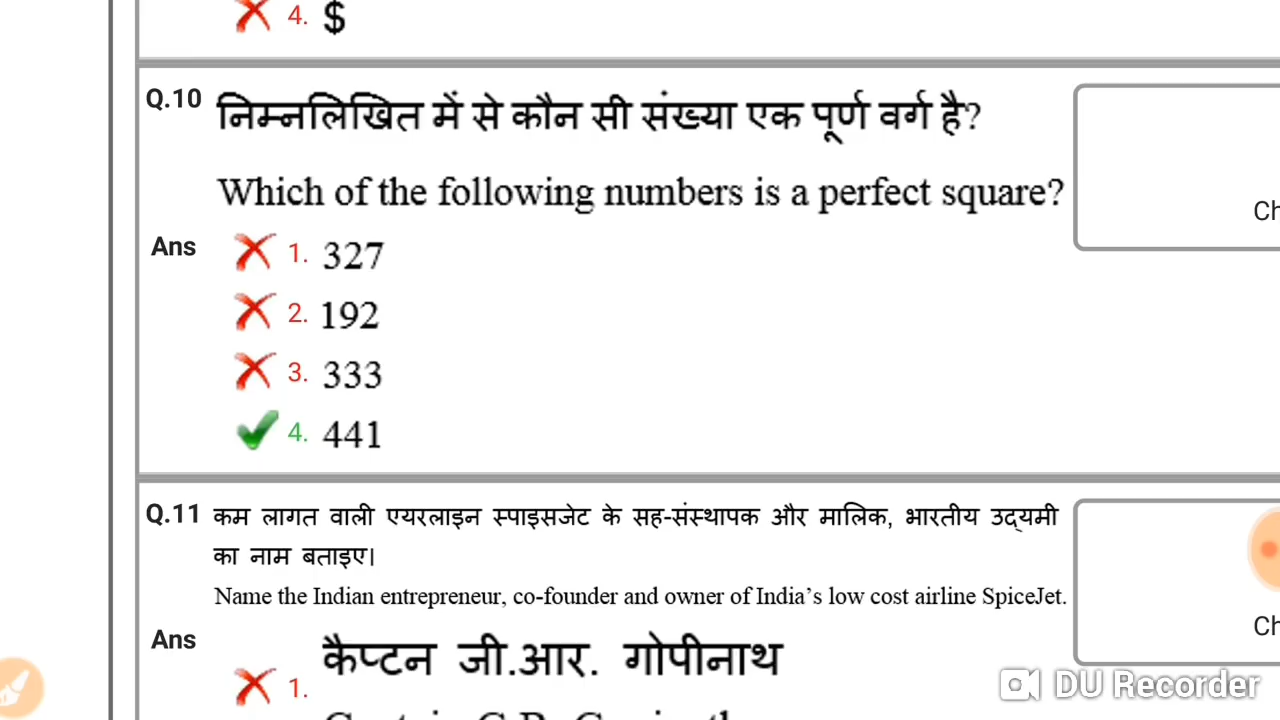 4. $
Q.10 निम्नलिखित में से कौन सी संख्या एक पूर्ण वर्ग है?
Which of the following numbers is a perfect square?
Ch
Ans
1. 327
2. 192
3. 333
4. 441
Q.11 कम लागत वाली एयरलाइन स्पाइसजेट के सह-संस्थापक और मालिक, भारतीय उद्यमी
का नाम बताइए।
Name the Indian entrepreneur, co-founder and owner of India’s low cost airline SpiceJet.
Ch
Ans
1. कैप्टन जी.आर. गोपीनाथ
DU Recorder